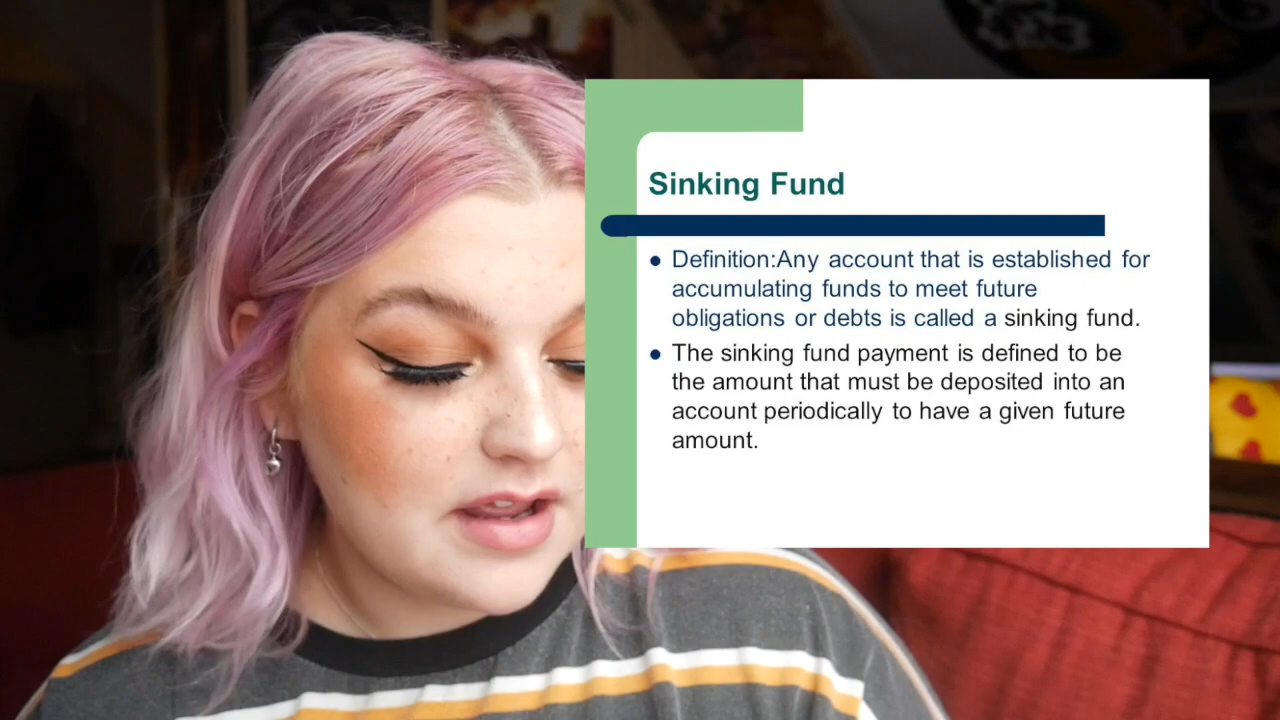 Sinking Fund
Definition:Any account that is established for
accumulating funds to meet future
obligations or debts is called a sinking fund.
The sinking fund payment is defined to be
the amount that must be deposited into an
account periodically to have a given future
amount.